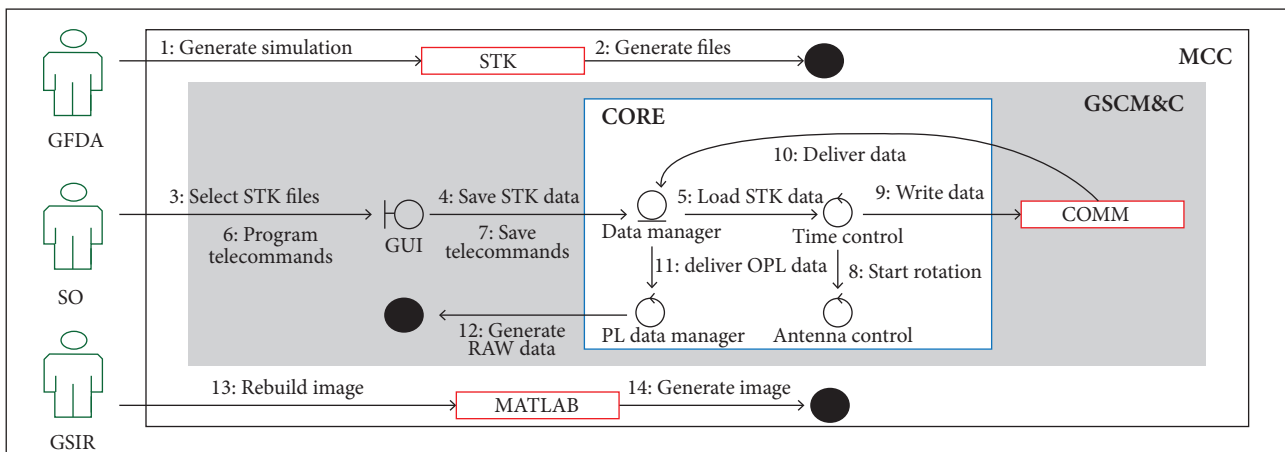 1: Generate simulation
STK
2: Generate files
MCC
GFDA
GSCM&C
CORE
10: Deliver data
3: Select STK files
6: Program
telecommands
GUI
4: Save STK data
7: Save
telecommands
Data manager
5: Load STK data
Time control
9: Write data
COMM
11: deliver OPL data
8: Start rotation
SO
12: Generate
RAW data
PL data manager
Antenna control
13: Rebuild image
MATLAB
14: Generate image
GSIR